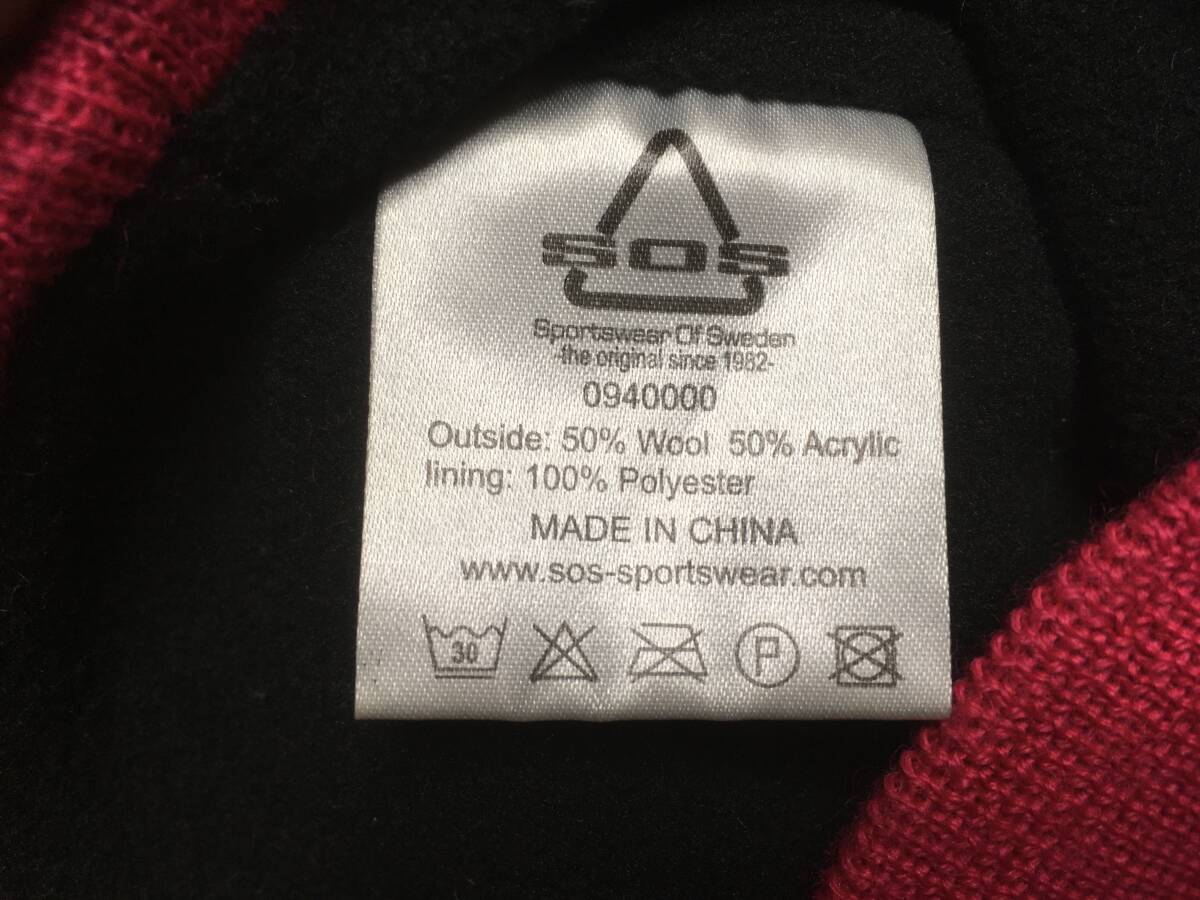 SOS
Sportswear Of Sweden
-the original since 1982-
0940000
Outside: 50% Wool 50% Acrylic
lining: 100% Polyester
MADE IN CHINA
www.sos-sportswear.com
30
P